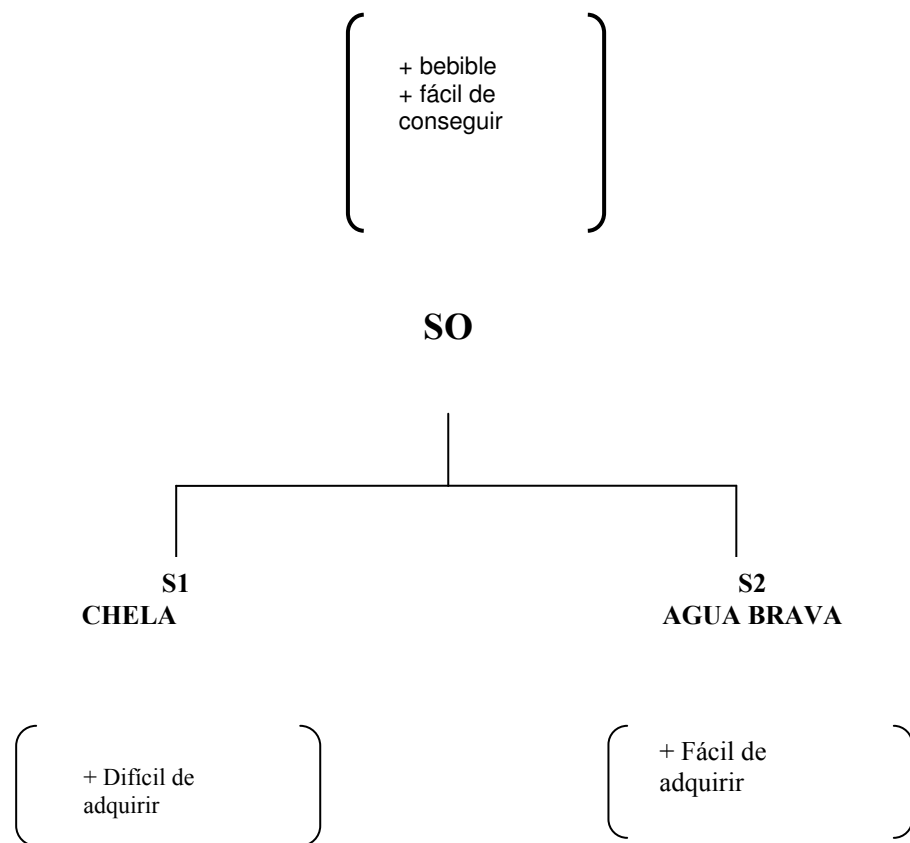 + bebible
+ fácil de
conseguir
SO
S1
CHELA
S2
AGUA BRAVA
+ Difícil de
adquirir
+ Fácil de
adquirir